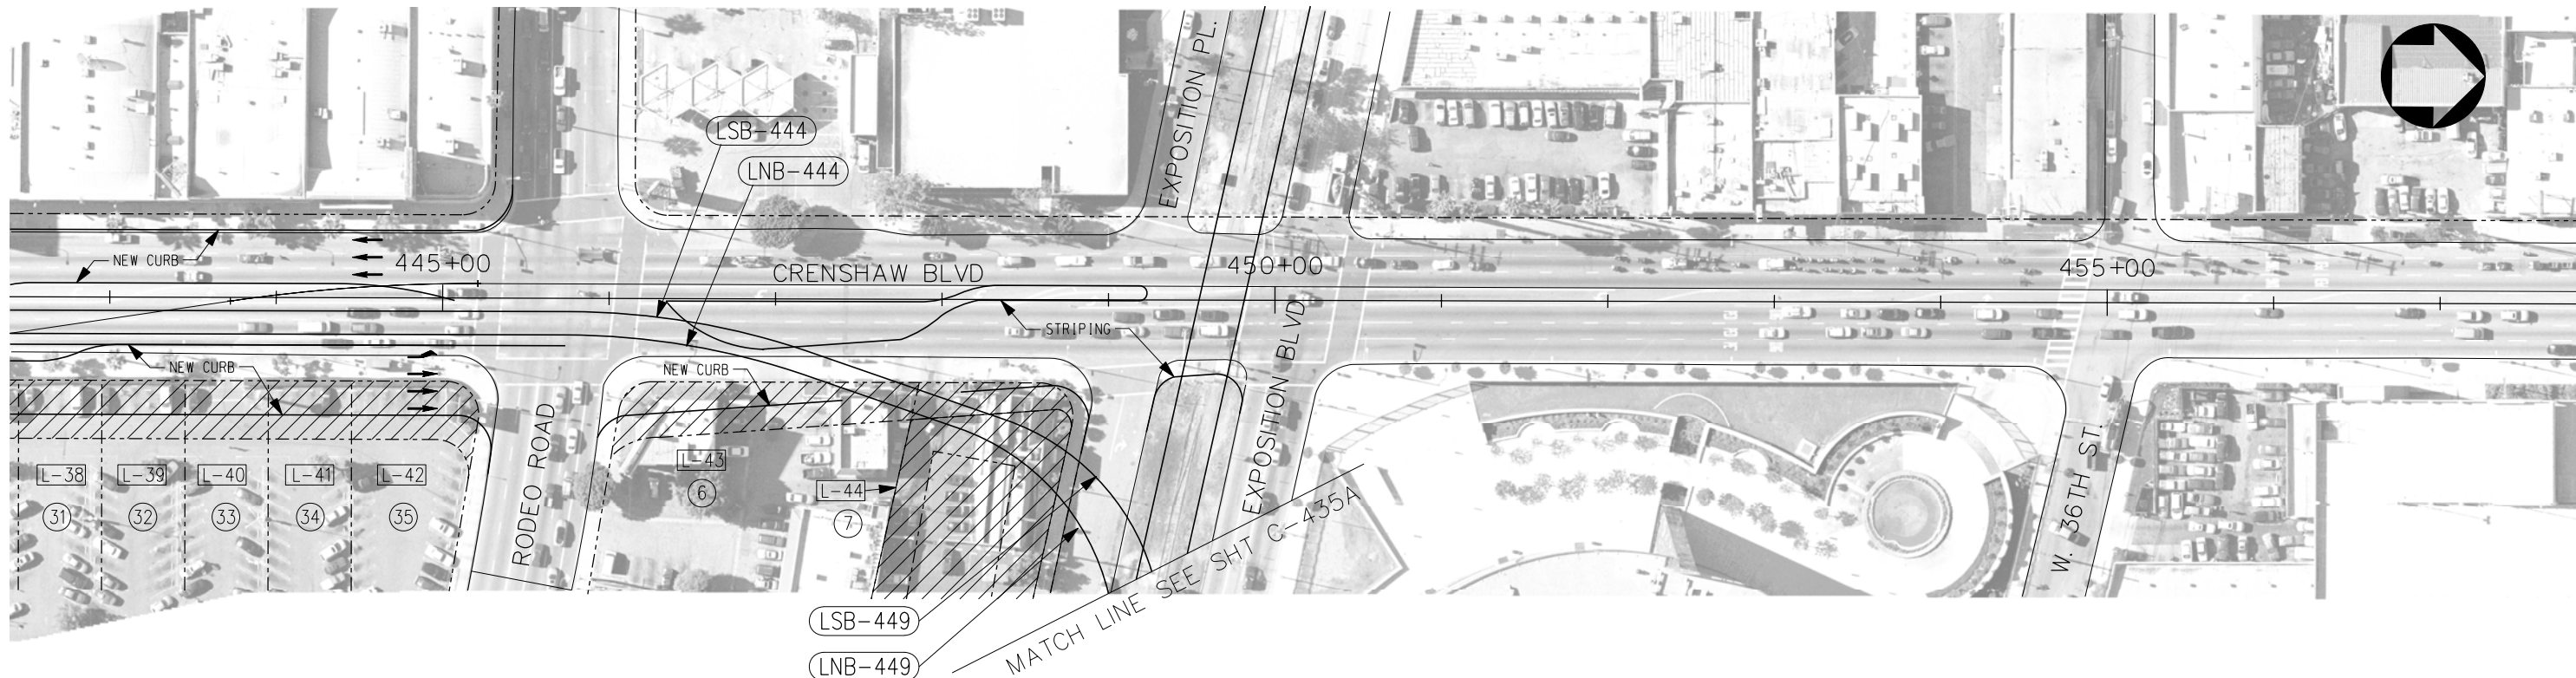 EXPOSITION PL.
LSB-444
LNB-444
NEW CURB
445+00
CRENSHAW BLVD
450+00
455+00
STRIPING
NEW CURB
NEW CURB
EXPOSITION BLVD
RODEO ROAD
W. 36TH ST.
L-38
L-39
L-40
L-41
L-42
L-43
L-44
31
32
33
34
35
6
7
LSB-449
LNB-449
MATCH LINE SEE SHT C-435A